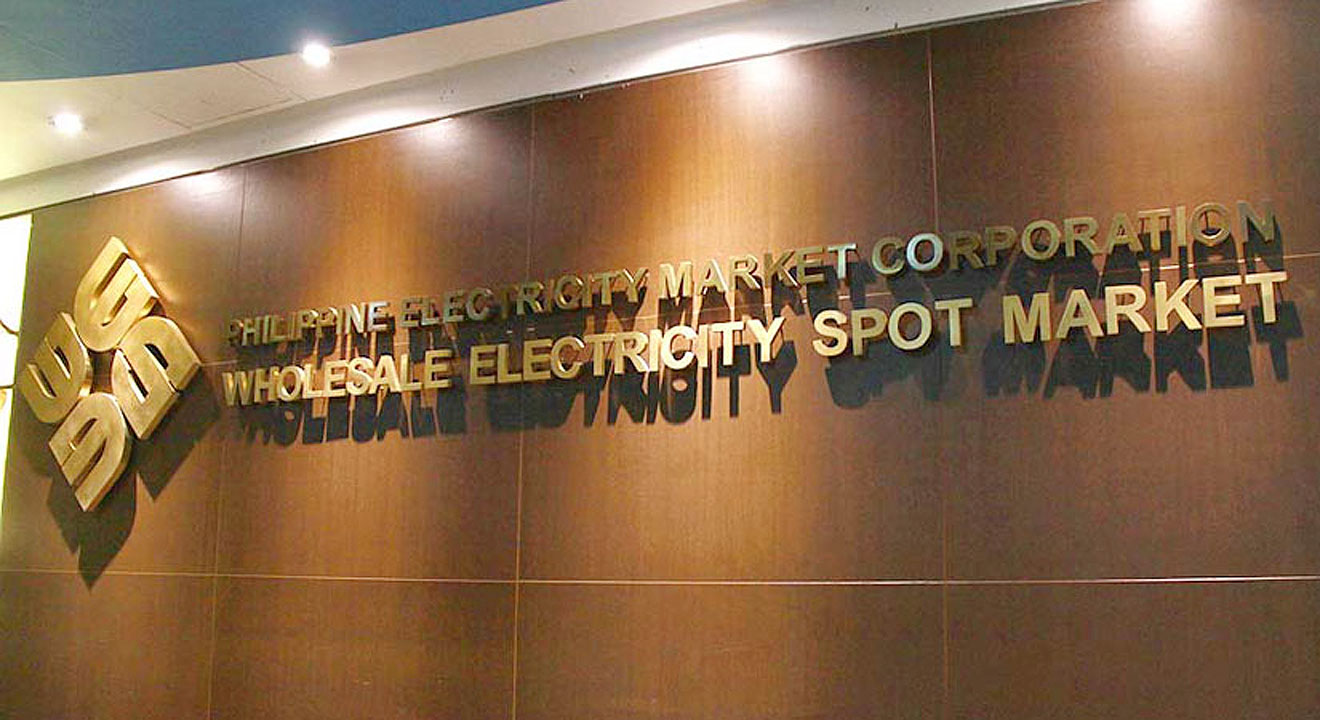 PHILIPPINE ELECTRICITY MARKET CORPORATION
WHOLESALE ELECTRICITY SPOT MARKET